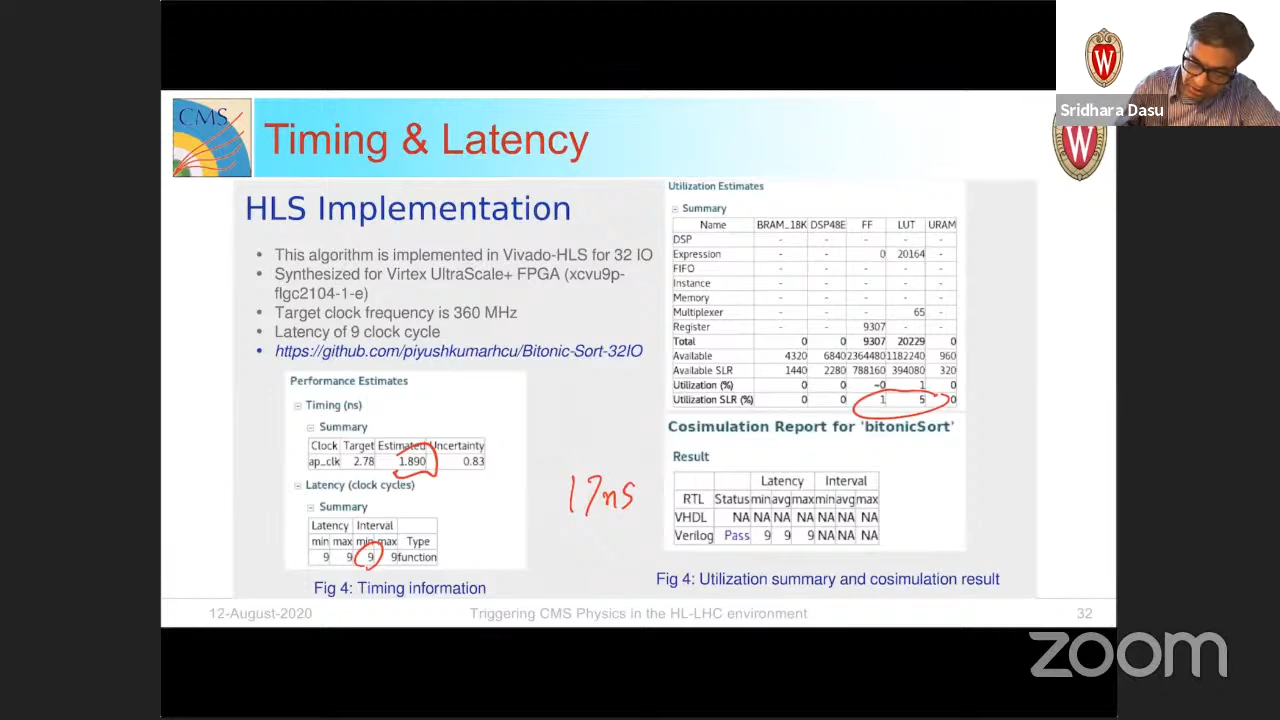 W
Sridhara Dasu
W
CMS
Timing & Latency
HLS Implementation
• This algorithm is implemented in Vivado-HLS for 32 IO
• Synthesized for Virtex UltraScale+ FPGA (xcvu9p-
flgc2104-1-e)
• Target clock frequency is 360 MHz
• Latency of 9 clock cycle
• https://github.com/piyushkumarhcu/Bitonic-Sort-32IO
Performance Estimates
Timing (ns)
Summary
Clock Target Estimated Uncertainty
ap_clk 2.78 1.890 0.83
Latency (clock cycles)
Summary
Latency Interval
min max min max Type
9 9 9 9 function
Fig 4: Timing information
17ns
Utilization Estimates
Summary
Name BRAM_18K DSP48E FF LUT URAM
DSP - - - - -
Expression - - 0 20164 -
FIFO - - - - -
Instance - - - - -
Memory - - - - -
Multiplexer - - - 65 -
Register - - 9307 - -
Total 0 0 9307 20229 0
Available 4320 6840 2364480 1182240 960
Available SLR 1440 2280 788160 394080 320
Utilization (%) 0 0 ~0 1 0
Utilization SLR (%) 0 0 1 5 0
Cosimulation Report for 'bitonicSort'
Result
Latency Interval
RTL Status min avg max min avg max
VHDL NA NA NA NA NA NA NA
Verilog Pass 9 9 9 NA NA NA
Fig 4: Utilization summary and cosimulation result
12-August-2020 Triggering CMS Physics in the HL-LHC environment 32
zoom